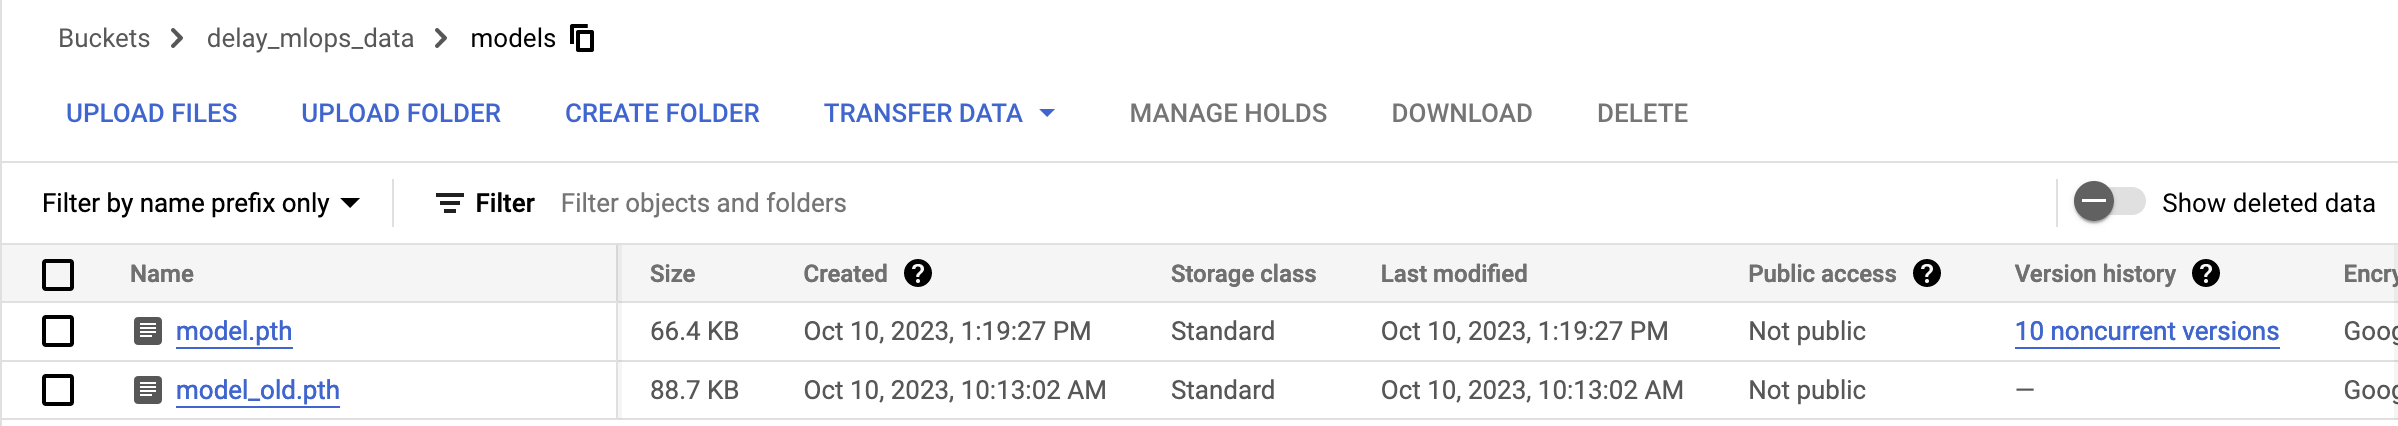 Buckets > delay_mlops_data > models
UPLOAD FILES UPLOAD FOLDER CREATE FOLDER TRANSFER DATA MANAGE HOLDS DOWNLOAD DELETE
Filter by name prefix only Filter Filter objects and folders Show deleted data
Name Size Created Storage class Last modified Public access Version history Encry
model.pth 66.4 KB Oct 10, 2023, 1:19:27 PM Standard Oct 10, 2023, 1:19:27 PM Not public 10 noncurrent versions Goog
model_old.pth 88.7 KB Oct 10, 2023, 10:13:02 AM Standard Oct 10, 2023, 10:13:02 AM Not public — Goog